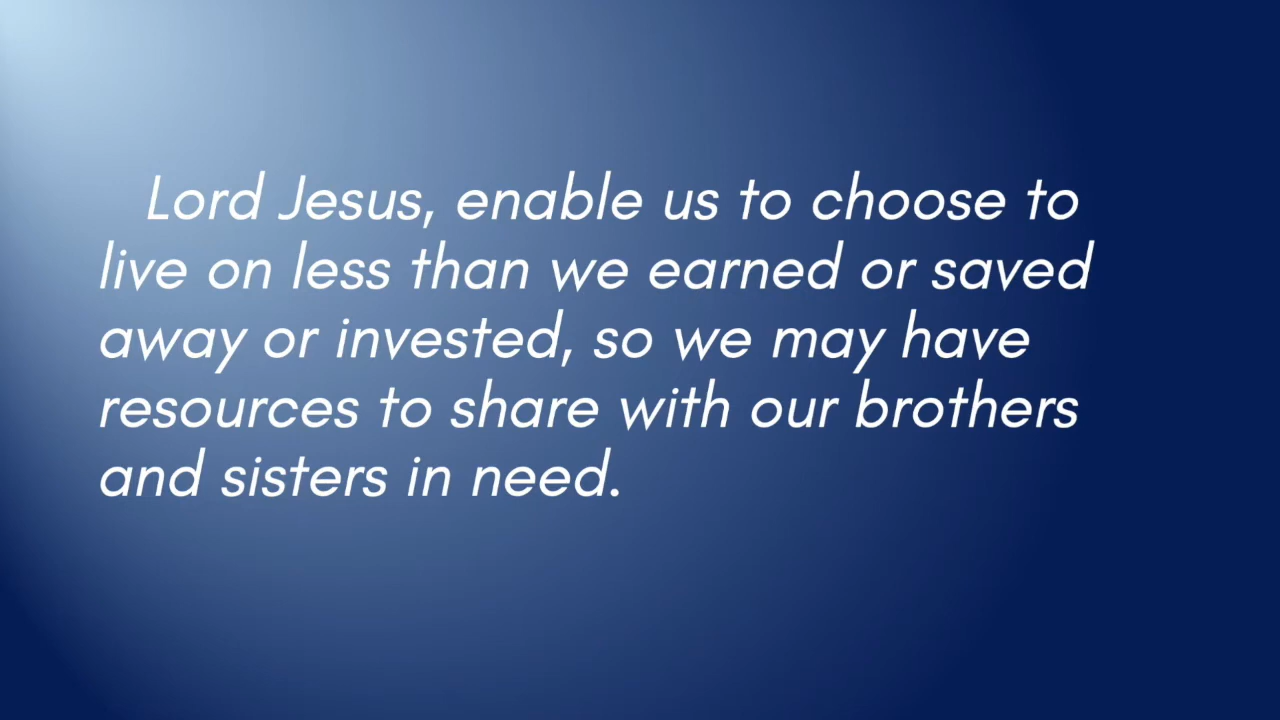 Lord Jesus, enable us to choose to
live on less than we earned or saved
away or invested, so we may have
resources to share with our brothers
and sisters in need.